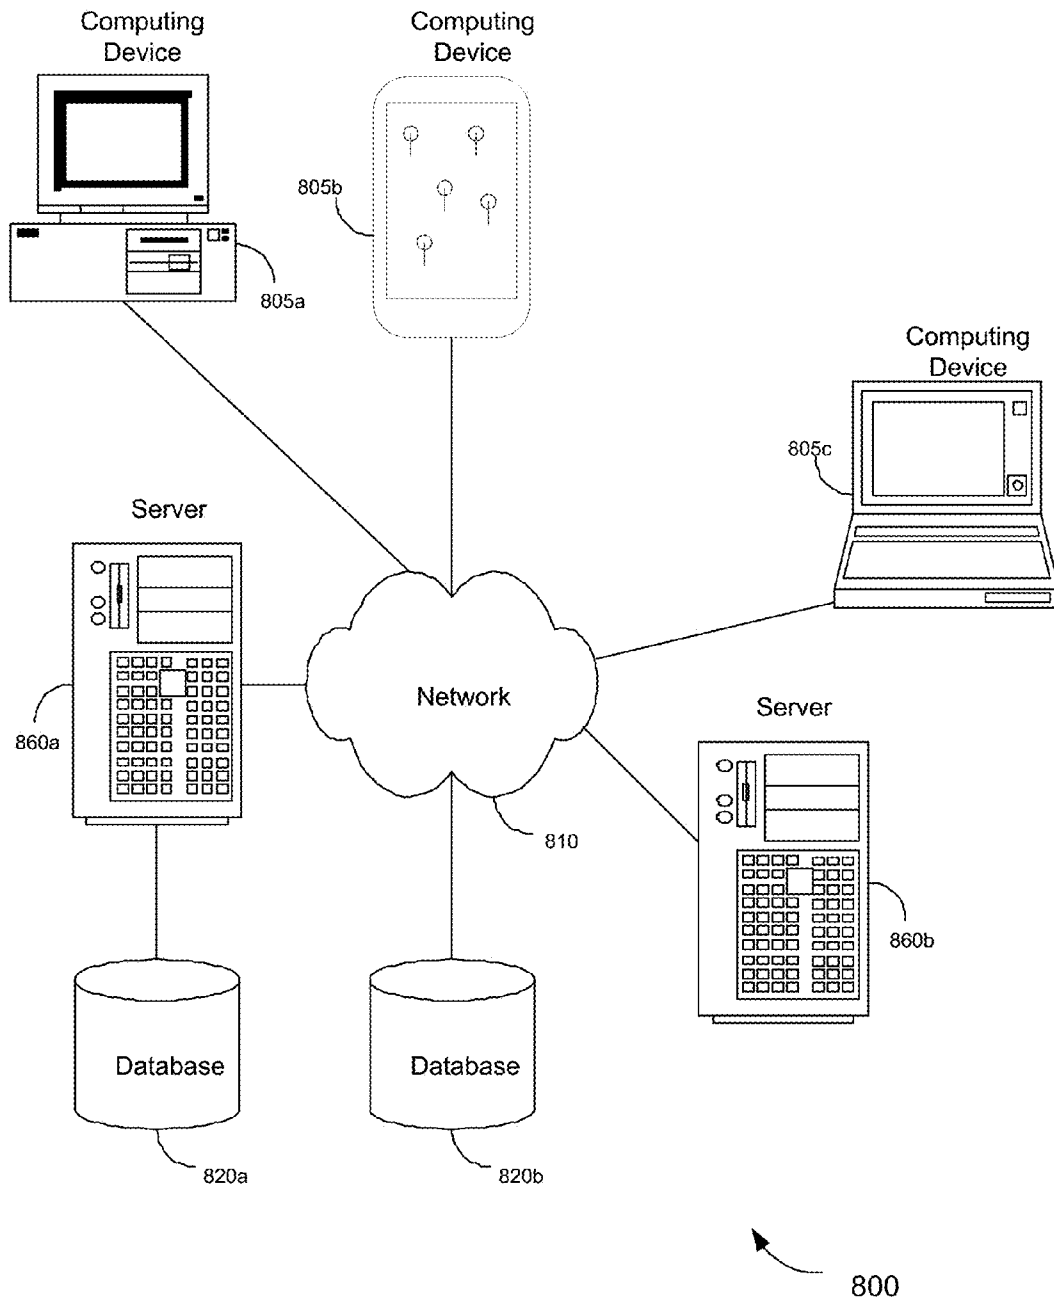 Computing
Device
Computing
Device
805b
805a
Computing
Device
805c
Server
Network
860a
Server
810
860b
Database
Database
820a
820b
800